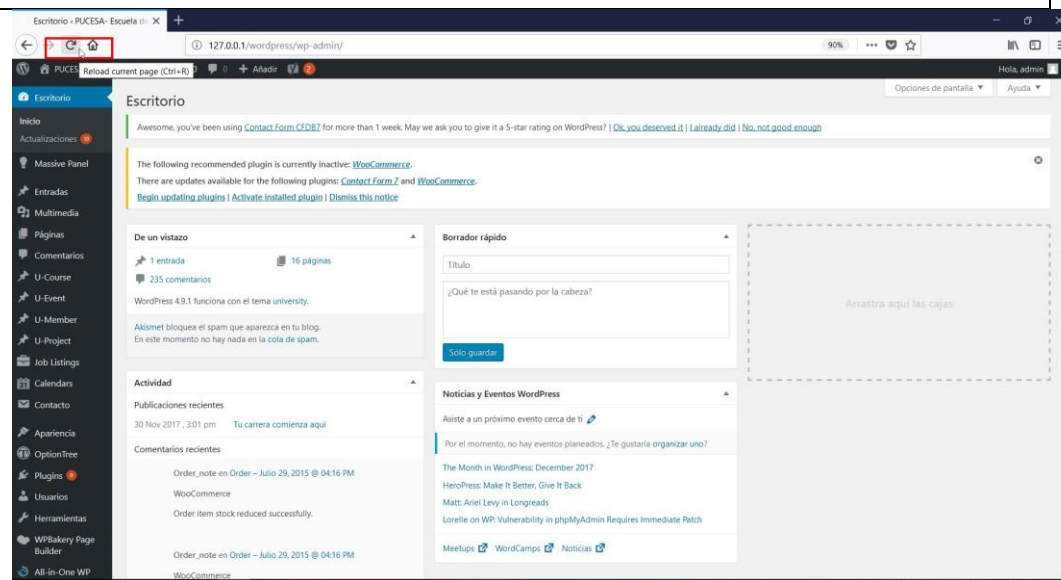 Escritorio ‹ PUCESA- Escuela de
127.0.0.1/wordpress/wp-admin/
90%
PUCES
Reload current page (Ctrl+R)
0
Añadir
2
Hola, admin
Escritorio
Inicio
Actualizaciones 10
Massive Panel
Entradas
Multimedia
Páginas
Comentarios
U-Course
U-Event
U-Member
U-Project
Job Listings
Calendars
Contacto
Apariencia
OptionTree
Plugins
Usuarios
Herramientas
WPBakery Page
Builder
All-in-One WP
Escritorio
Opciones de pantalla
Ayuda
Awesome, you've been using Contact Form CFDB7 for more than 1 week. May we ask you to give it a 5-star rating on WordPress? | Ok, you deserved it | I already did | No, not good enough
The following recommended plugin is currently inactive: WooCommerce.
There are updates available for the following plugins: Contact Form 7 and WooCommerce.
Begin updating plugins | Activate installed plugin | Dismiss this notice
De un vistazo
1 entrada
16 páginas
235 comentarios
WordPress 4.9.1 funciona con el tema university.
Akismet bloquea el spam que aparezca en tu blog.
En este momento no hay nada en la cola de spam.
Actividad
Publicaciones recientes
30 Nov 2017 , 3:01 pm Tu carrera comienza aquí
Comentarios recientes
Order_note en Order – Julio 29, 2015 @ 04:16 PM
WooCommerce
Order item stock reduced successfully.
Order_note en Order – Julio 29, 2015 @ 04:16 PM
WooCommerce
Borrador rápido
Título
¿Qué te está pasando por la cabeza?
Sólo guardar
Noticias y Eventos WordPress
Asiste a un próximo evento cerca de ti
Por el momento, no hay eventos planeados. ¿Te gustaría organizar uno?
The Month in WordPress: December 2017
HeroPress: Make It Better, Give It Back
Matt: Ariel Levy in Longreads
Lorelle on WP: Vulnerability in phpMyAdmin Requires Immediate Patch
Meetups WordCamps Noticias
Arrastra aquí las cajas